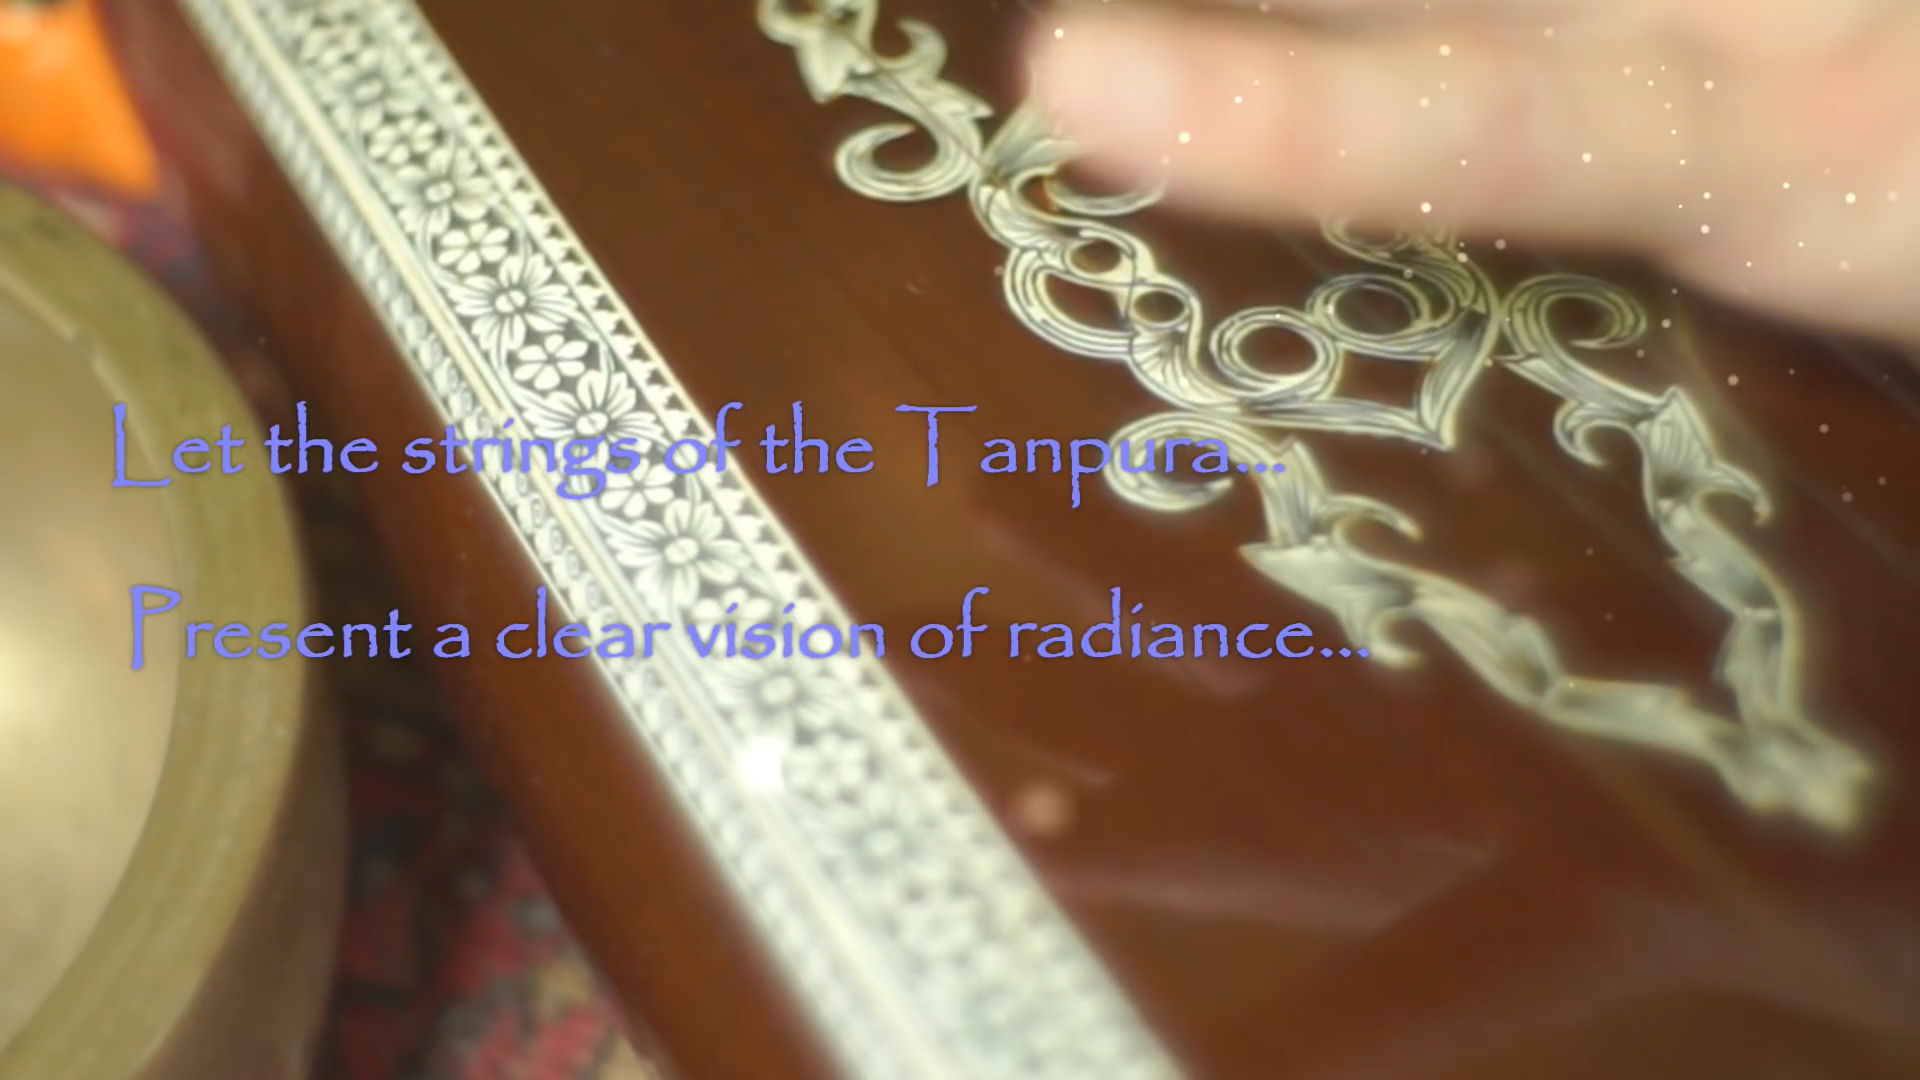 Let the strings of the Tanpura...
Present a clear vision of radiance...